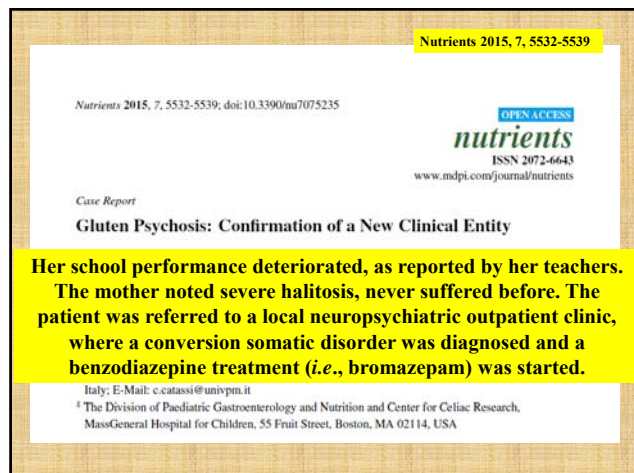 Nutrients 2015, 7, 5532-5539
Nutrients 2015, 7, 5532-5539; doi:10.3390/nu7075235
OPEN ACCESS
nutrients
ISSN 2072-6643
www.mdpi.com/journal/nutrients
Case Report
Gluten Psychosis: Confirmation of a New Clinical Entity
Her school performance deteriorated, as reported by her teachers.
The mother noted severe halitosis, never suffered before. The
patient was referred to a local neuropsychiatric outpatient clinic,
where a conversion somatic disorder was diagnosed and a
benzodiazepine treatment (i.e., bromazepam) was started.
Italy; E-Mail: c.catassi@univpm.it
4 The Division of Paediatric Gastroenterology and Nutrition and Center for Celiac Research,
MassGeneral Hospital for Children, 55 Fruit Street, Boston, MA 02114, USA